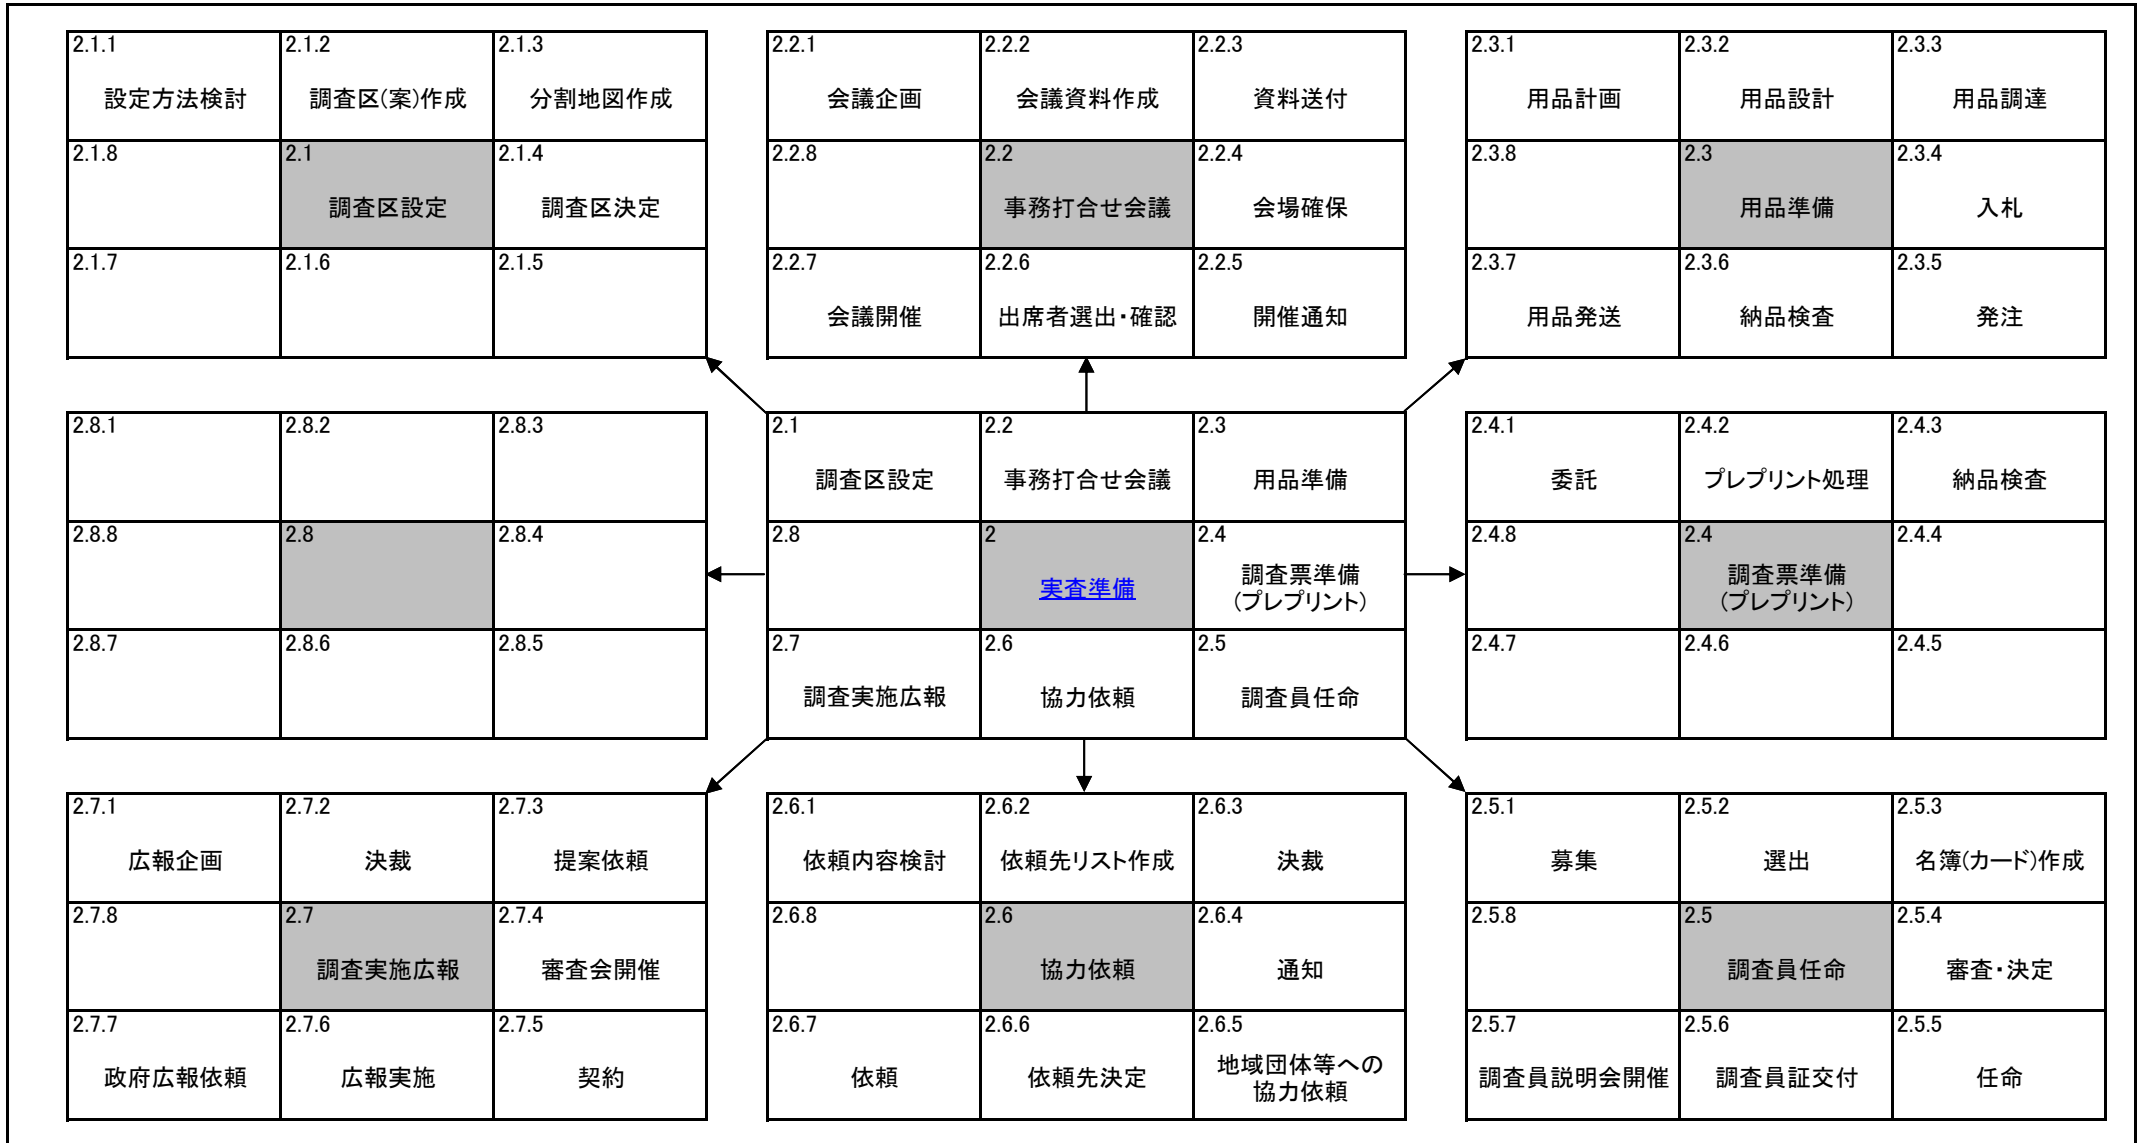 2.1.1 2.1.2 2.1.3
設定方法検討 調査区(案)作成 分割地図作成
2.1.8 2.1 2.1.4
調査区設定 調査区決定
2.1.7 2.1.6 2.1.5
2.2.1 2.2.2 2.2.3
会議企画 会議資料作成 資料送付
2.2.8 2.2 2.2.4
事務打合せ会議 会場確保
2.2.7 2.2.6 2.2.5
会議開催 出席者選出・確認 開催通知
2.3.1 2.3.2 2.3.3
用品計画 用品設計 用品調達
2.3.8 2.3 2.3.4
用品準備 入札
2.3.7 2.3.6 2.3.5
用品発送 納品検査 発注
2.8.1 2.8.2 2.8.3
2.8.8 2.8 2.8.4
2.8.7 2.8.6 2.8.5
2.1 2.2 2.3
調査区設定 事務打合せ会議 用品準備
2.8 2 2.4
実査準備 調査票準備
(プレプリント)
2.7 2.6 2.5
調査実施広報 協力依頼 調査員任命
2.4.1 2.4.2 2.4.3
委託 プレプリント処理 納品検査
2.4.8 2.4 2.4.4
調査票準備
(プレプリント)
2.4.7 2.4.6 2.4.5
2.7.1 2.7.2 2.7.3
広報企画 決裁 提案依頼
2.7.8 2.7 2.7.4
調査実施広報 審査会開催
2.7.7 2.7.6 2.7.5
政府広報依頼 広報実施 契約
2.6.1 2.6.2 2.6.3
依頼内容検討 依頼先リスト作成 決裁
2.6.8 2.6 2.6.4
協力依頼 通知
2.6.7 2.6.6 2.6.5
依頼 依頼先決定 地域団体等への
協力依頼
2.5.1 2.5.2 2.5.3
募集 選出 名簿(カード)作成
2.5.8 2.5 2.5.4
調査員任命 審査・決定
2.5.7 2.5.6 2.5.5
調査員説明会開催 調査員証交付 任命